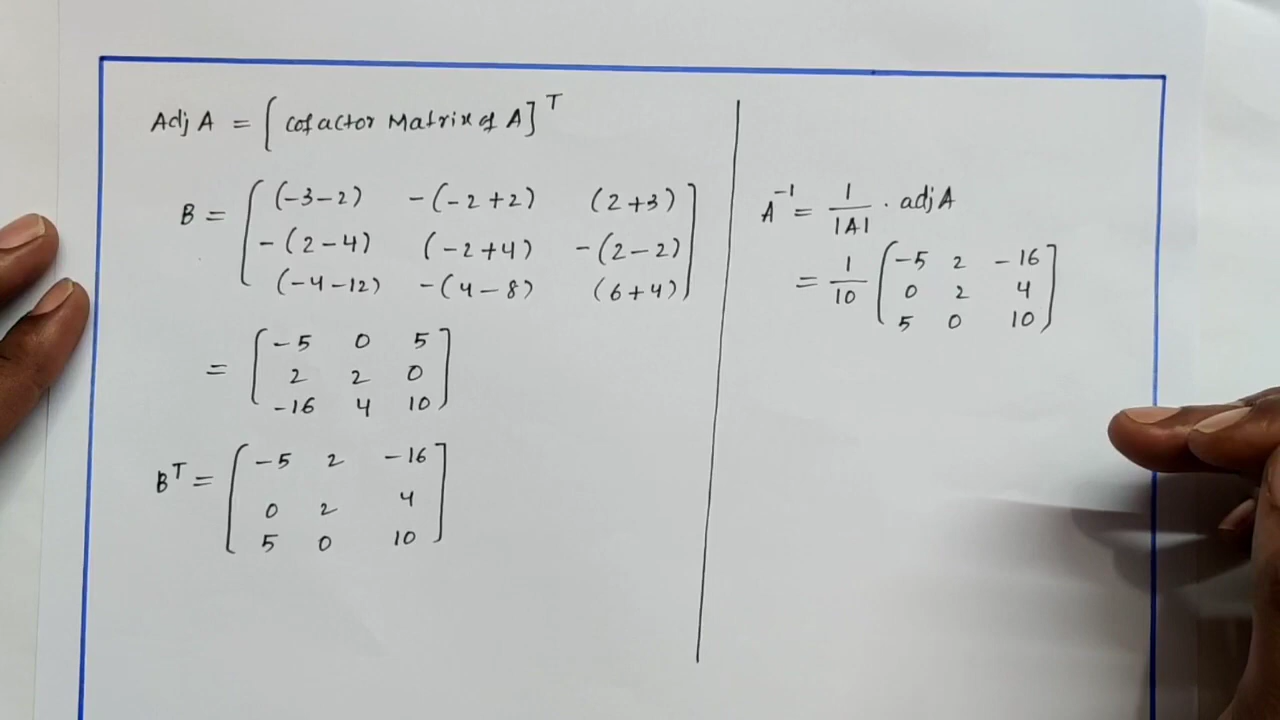 Adj A = [cofactor Matrix of A]^T
B = [(-3-2) -(-2+2) (2+3)
-(2-4) (-2+4) -(2-2)
(-4-12) -(4-8) (6+4)]
= [-5 0 5
2 2 0
-16 4 10]
B^T = [-5 2 -16
0 2 4
5 0 10]
A^-1 = 1/|A| . adj A
= 1/10 [-5 2 -16
0 2 4
5 0 10]